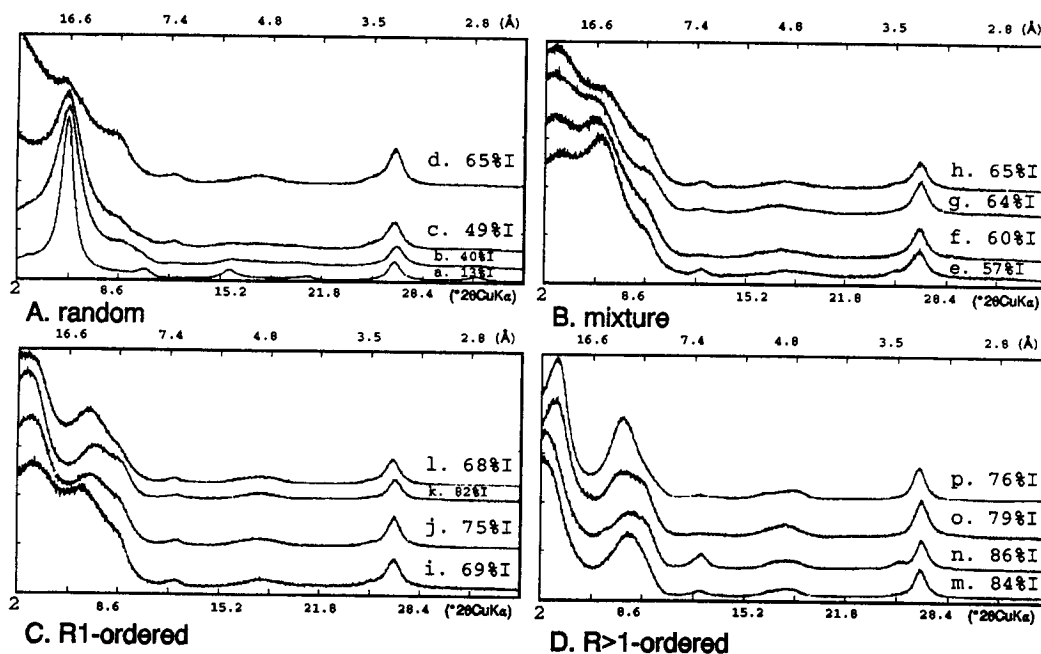 16.6 7.4 4.8 3.5 2.8 (Å)
d. 65%I
c. 49%I
b. 40%I
a. 13%I
2 8.6 15.2 21.8 28.4 (°2θCuKα)
A. random
16.6 7.4 4.8 3.5 2.8 (Å)
h. 65%I
g. 64%I
f. 60%I
e. 57%I
2 8.6 15.2 21.8 28.4 (°2θCuKα)
B. mixture
16.6 7.4 4.8 3.5 2.8 (Å)
l. 68%I
k. 82%I
j. 75%I
i. 69%I
2 8.6 15.2 21.8 28.4 (°2θCuKα)
C. R1-ordered
16.6 7.4 4.8 3.5 2.8 (Å)
p. 76%I
o. 79%I
n. 86%I
m. 84%I
2 8.6 15.2 21.8 28.4 (°2θCuKα)
D. R>1-ordered